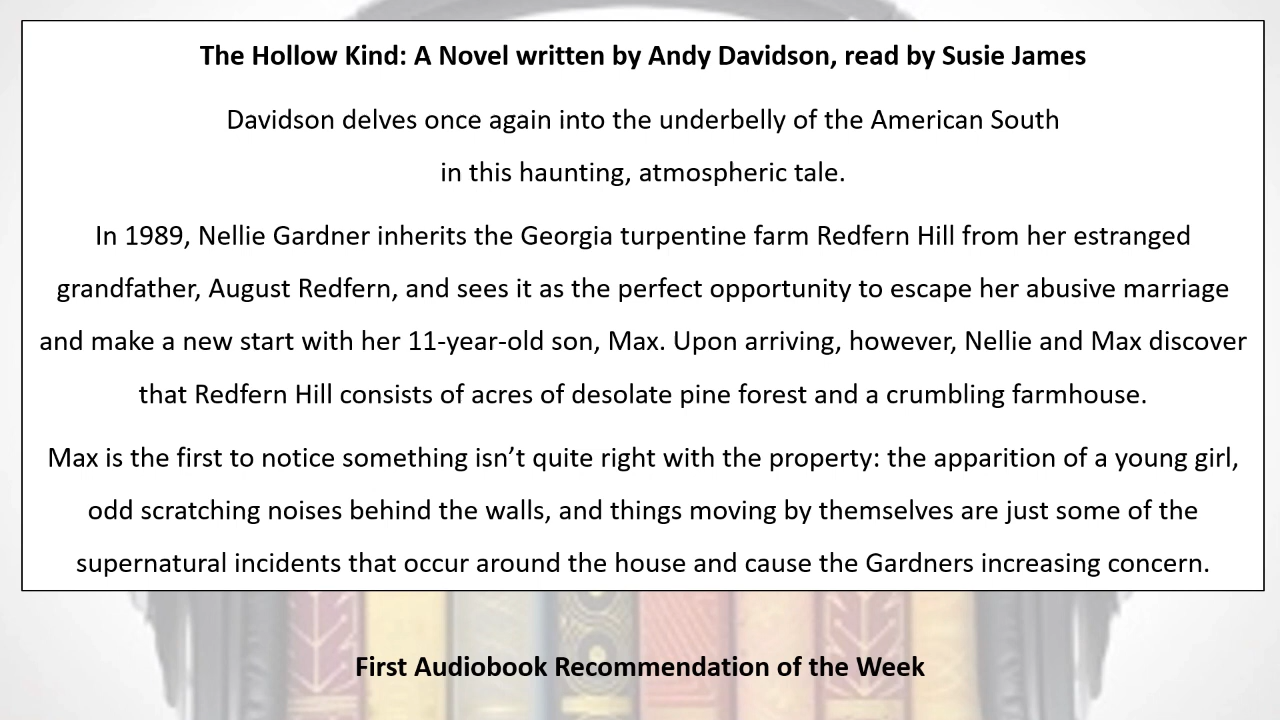 The Hollow Kind: A Novel written by Andy Davidson, read by Susie James
Davidson delves once again into the underbelly of the American South
in this haunting, atmospheric tale.
In 1989, Nellie Gardner inherits the Georgia turpentine farm Redfern Hill from her estranged
grandfather, August Redfern, and sees it as the perfect opportunity to escape her abusive marriage
and make a new start with her 11-year-old son, Max. Upon arriving, however, Nellie and Max discover
that Redfern Hill consists of acres of desolate pine forest and a crumbling farmhouse.
Max is the first to notice something isn’t quite right with the property: the apparition of a young girl,
odd scratching noises behind the walls, and things moving by themselves are just some of the
supernatural incidents that occur around the house and cause the Gardners increasing concern.
First Audiobook Recommendation of the Week